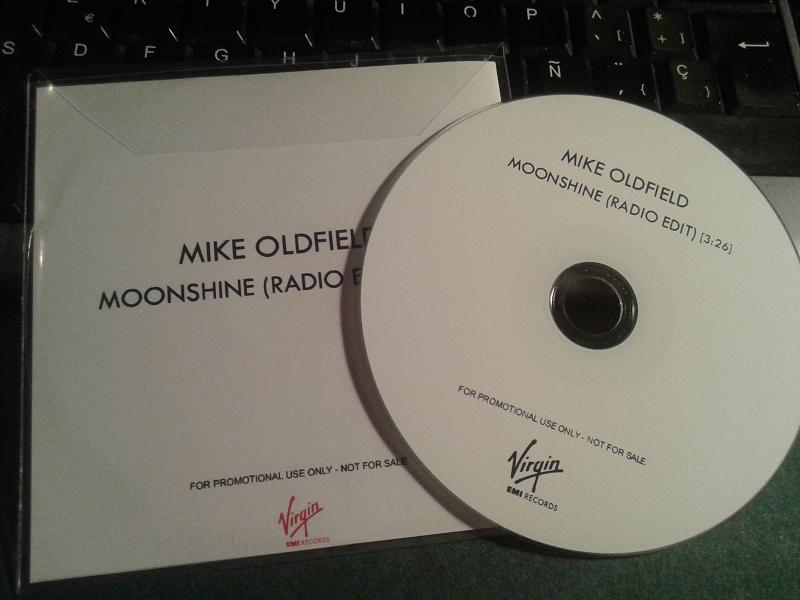 Y U I O P ^ * 
€ ` [ + ]
S D F G H J K Ñ ¨ Ç
´ { }
MIKE OLDFIELD
MOONSHINE (RADIO E
FOR PROMOTIONAL USE ONLY - NOT FOR SALE
Virgin
EMI RECORDS
MIKE OLDFIELD
MOONSHINE (RADIO EDIT) [3:26]
FOR PROMOTIONAL USE ONLY - NOT FOR SALE
Virgin
EMI RECORDS